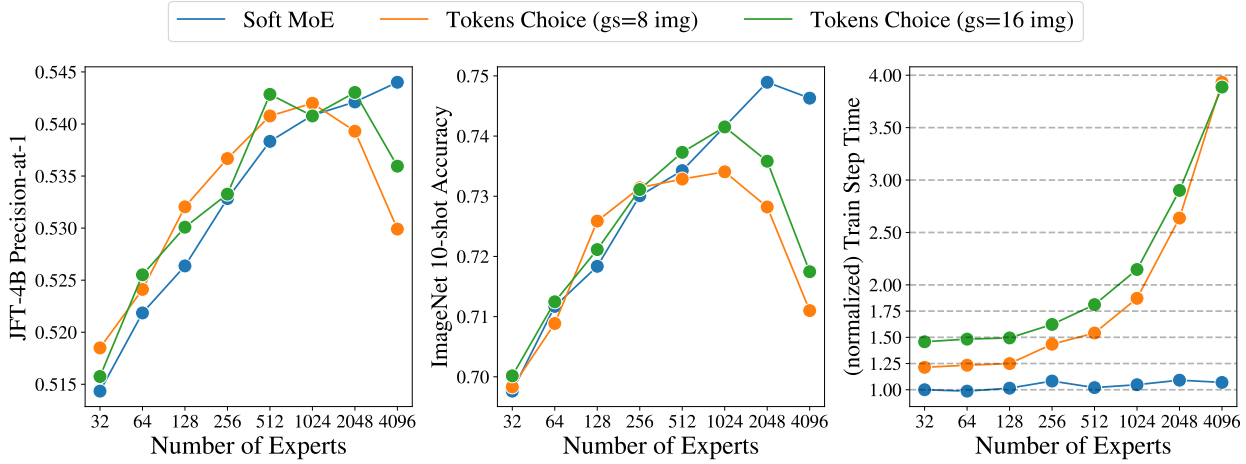 Soft MoE
Tokens Choice (gs=8 img)
Tokens Choice (gs=16 img)
JFT-4B Precision-at-1
0.545
0.540
0.535
0.530
0.525
0.520
0.515
32 64 128 256 512 1024 2048 4096
Number of Experts
ImageNet 10-shot Accuracy
0.75
0.74
0.73
0.72
0.71
0.70
32 64 128 256 512 1024 2048 4096
Number of Experts
(normalized) Train Step Time
4.00
3.50
3.00
2.50
2.00
1.75
1.50
1.25
1.00
32 64 128 256 512 1024 2048 4096
Number of Experts